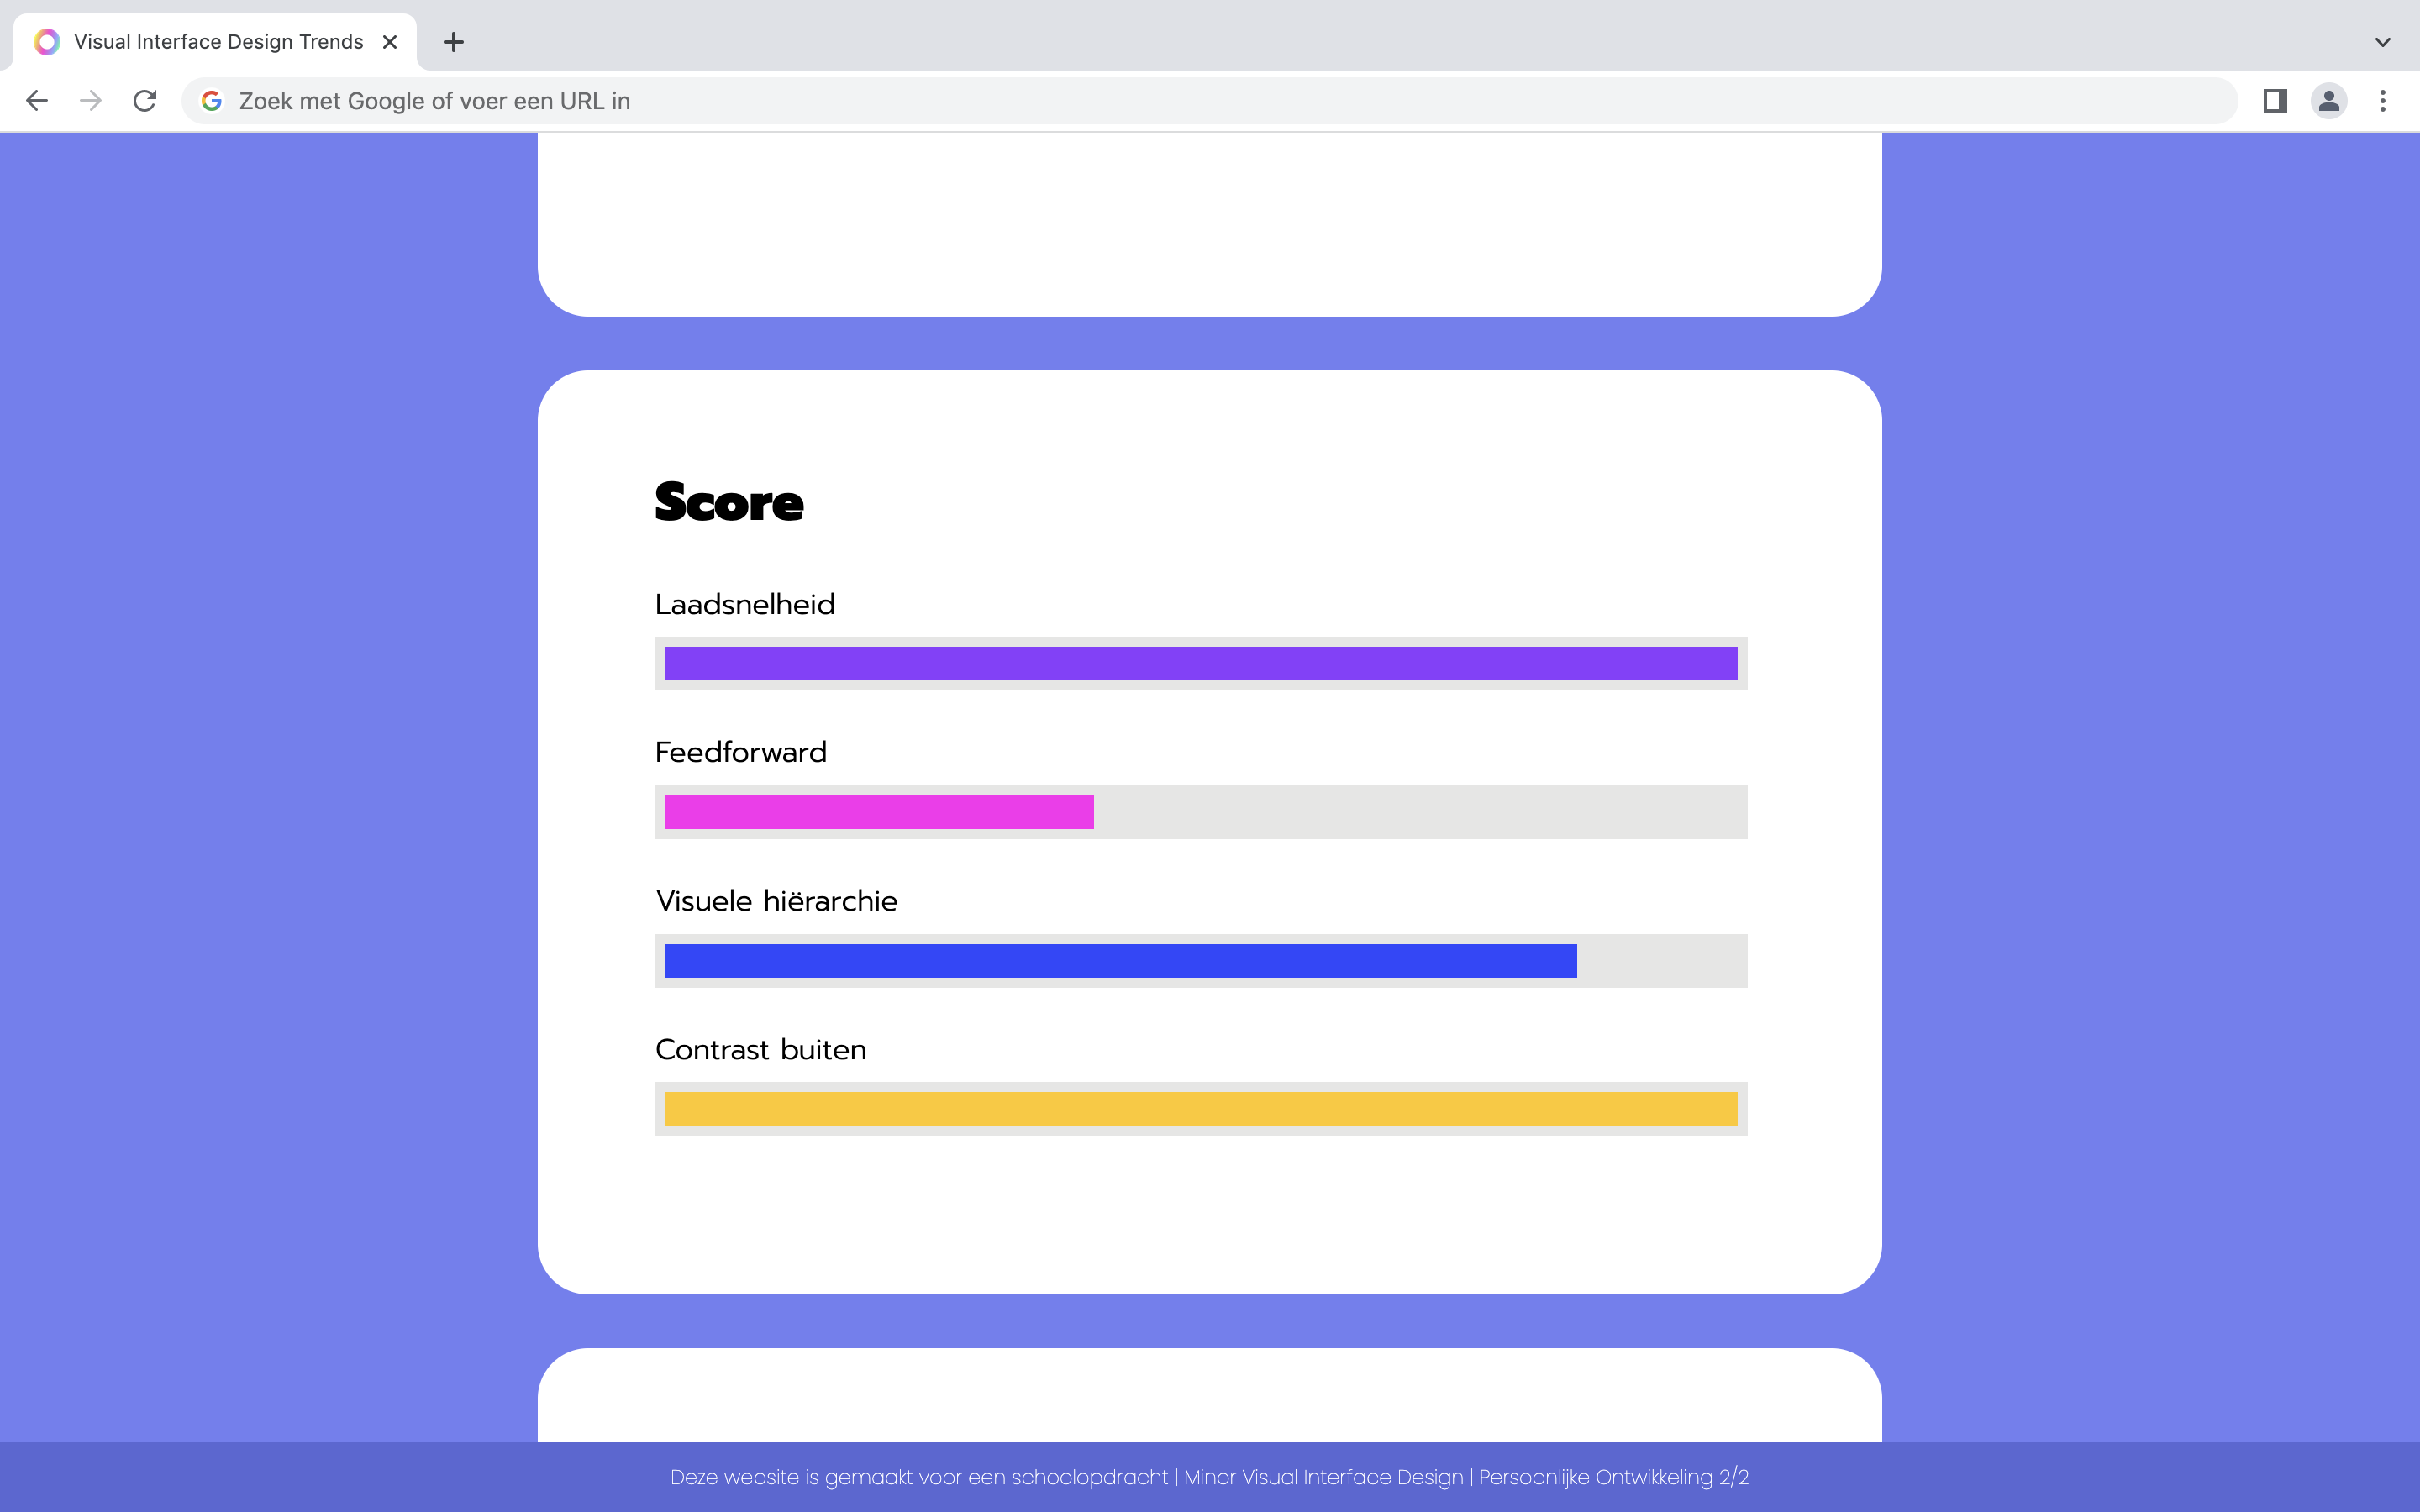 Visual Interface Design Trends
Zoek met Google of voer een URL in
Score
Laadsnelheid
Feedforward
Visuele hiërarchie
Contrast buiten
Deze website is gemaakt voor een schoolopdracht | Minor Visual Interface Design | Persoonlijke Ontwikkeling 2/2